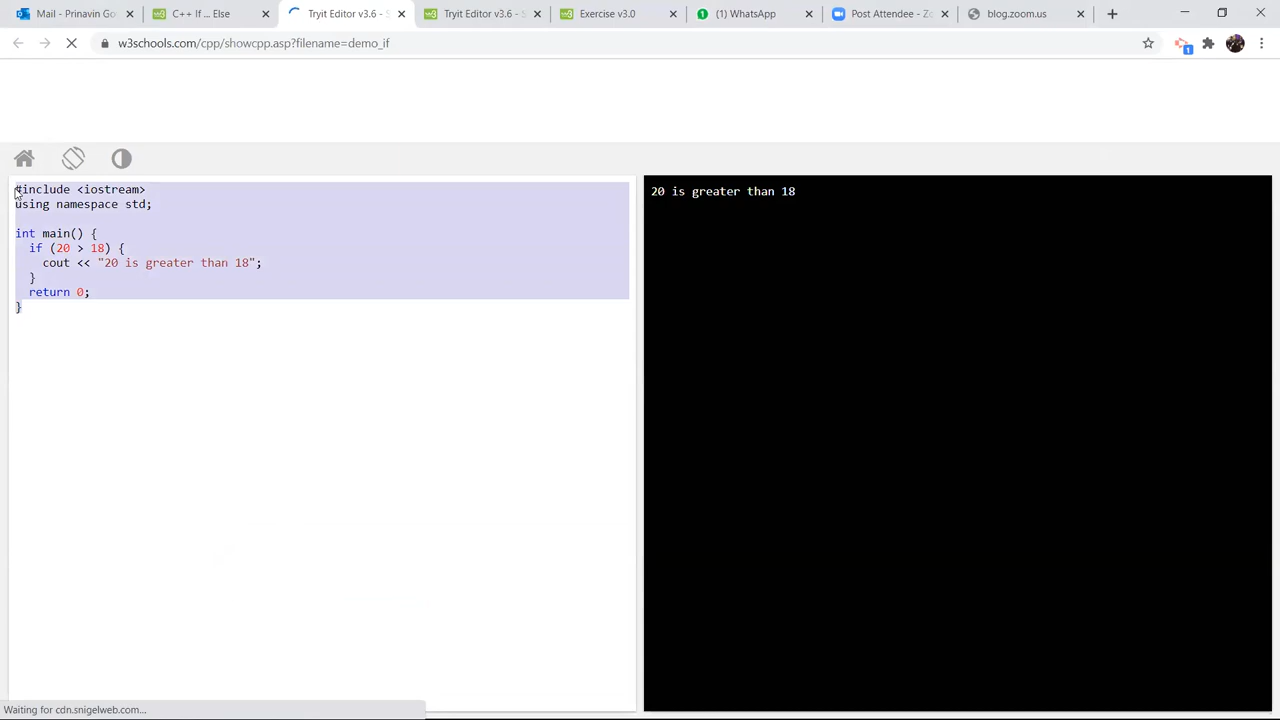 Mail - Prinavin Go
C++ If ... Else
Tryit Editor v3.6 - S
Tryit Editor v3.6 - S
Exercise v3.0
(1) WhatsApp
Post Attendee - Zo
blog.zoom.us
w3schools.com/cpp/showcpp.asp?filename=demo_if
1
#include <iostream>
using namespace std;
int main() {
if (20 > 18) {
cout << "20 is greater than 18";
}
return 0;
}
20 is greater than 18
Waiting for cdn.snigelweb.com...